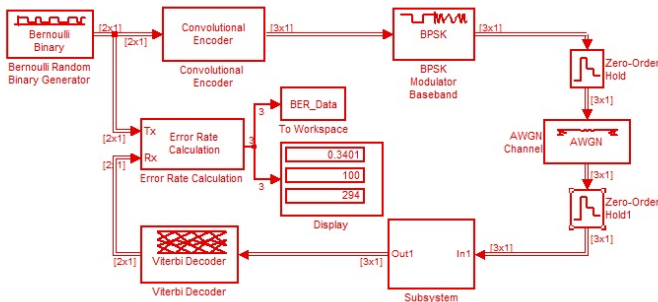 Bernoulli
Binary
Bernoulli Random
Binary Generator
[2x1]
[2x1]
Convolutional
Encoder
Convolutional
Encoder
[3x1]
BPSK
BPSK
Modulator
Baseband
[3x1]
Zero-Order
Hold
[3x1]
AWGN
Channel
AWGN
[3x1]
Zero-Order
Hold1
[3x1]
[3x1]
In1
Out1
Subsystem
[3x1]
Viterbi Decoder
Viterbi Decoder
[2x1]
[2x1]
[2x1]
Tx
Rx
Error Rate
Calculation
Error Rate Calculation
3
3
3
BER_Data
To Workspace
0.3401
100
294
Display